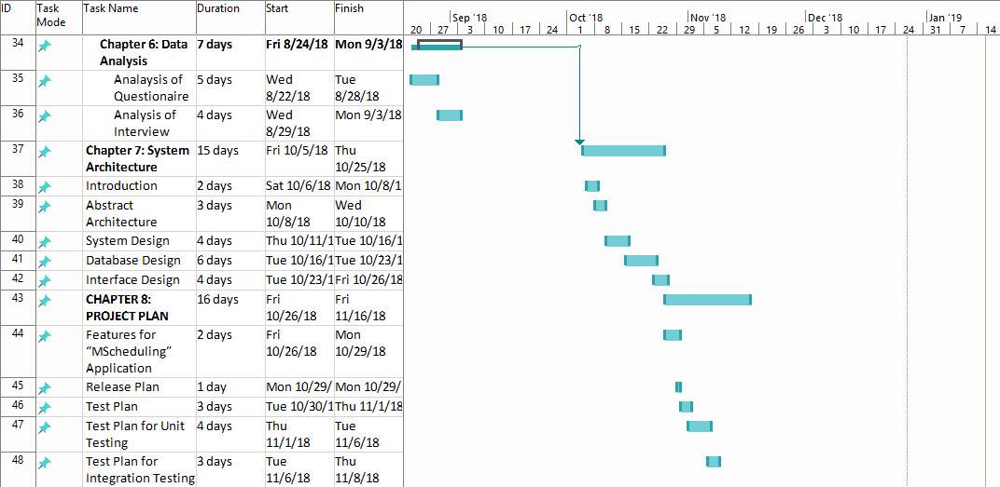 ID Task Mode Task Name Duration Start Finish
Sep '18 Oct '18 Nov '18 Dec '18 Jan '19
20 27 3 10 17 24 1 8 15 22 29 5 12 19 26 3 10 17 24 31 7 14
34 Chapter 6: Data Analysis 7 days Fri 8/24/18 Mon 9/3/18
35 Analaysis of Questionaire 5 days Wed 8/22/18 Tue 8/28/18
36 Analysis of Interview 4 days Wed 8/29/18 Mon 9/3/18
37 Chapter 7: System Architecture 15 days Fri 10/5/18 Thu 10/25/18
38 Introduction 2 days Sat 10/6/18 Mon 10/8/1
39 Abstract Architecture 3 days Mon 10/8/18 Wed 10/10/18
40 System Design 4 days Thu 10/11/1 Tue 10/16/1
41 Database Design 6 days Tue 10/16/1 Tue 10/23/1
42 Interface Design 4 days Tue 10/23/1 Fri 10/26/18
43 CHAPTER 8: PROJECT PLAN 16 days Fri 10/26/18 Fri 11/16/18
44 Features for “MScheduling” Application 2 days Fri 10/26/18 Mon 10/29/18
45 Release Plan 1 day Mon 10/29/ Mon 10/29/
46 Test Plan 3 days Tue 10/30/1 Thu 11/1/18
47 Test Plan for Unit Testing 4 days Thu 11/1/18 Tue 11/6/18
48 Test Plan for Integration Testing 3 days Tue 11/6/18 Thu 11/8/18